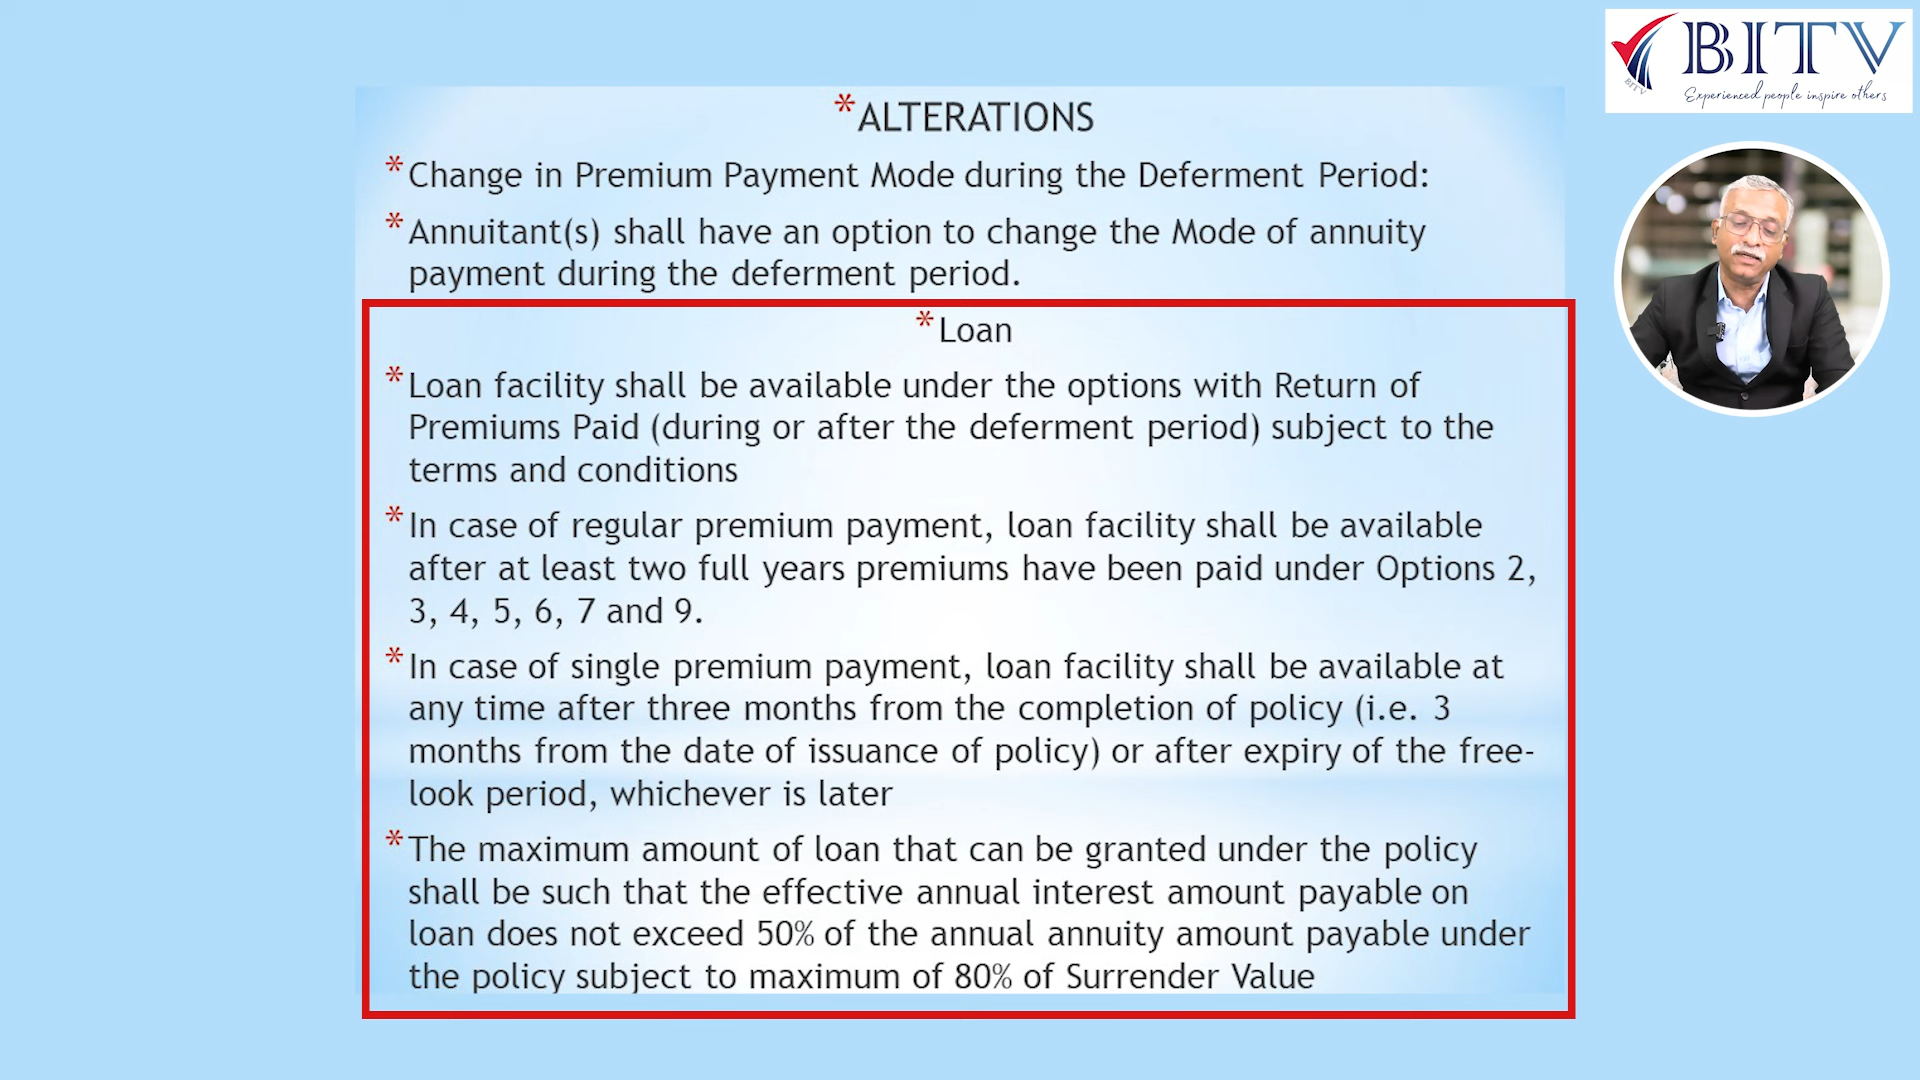 BITV
Experienced people inspire others
*ALTERATIONS
*Change in Premium Payment Mode during the Deferment Period:
*Annuitant(s) shall have an option to change the Mode of annuity
payment during the deferment period.
*Loan
*Loan facility shall be available under the options with Return of
Premiums Paid (during or after the deferment period) subject to the
terms and conditions
*In case of regular premium payment, loan facility shall be available
after at least two full years premiums have been paid under Options 2,
3, 4, 5, 6, 7 and 9.
*In case of single premium payment, loan facility shall be available at
any time after three months from the completion of policy (i.e. 3
months from the date of issuance of policy) or after expiry of the free-
look period, whichever is later
*The maximum amount of loan that can be granted under the policy
shall be such that the effective annual interest amount payable on
loan does not exceed 50% of the annual annuity amount payable under
the policy subject to maximum of 80% of Surrender Value